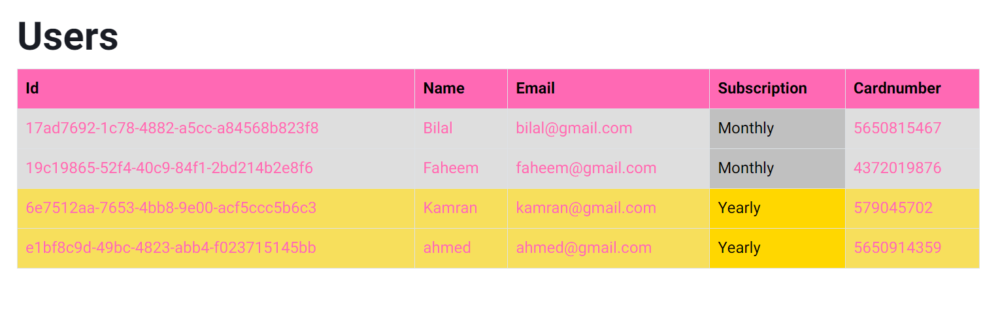 Users
Id Name Email Subscription Cardnumber
17ad7692-1c78-4882-a5cc-a84568b823f8 Bilal bilal@gmail.com Monthly 5650815467
19c19865-52f4-40c9-84f1-2bd214b2e8f6 Faheem faheem@gmail.com Monthly 4372019876
6e7512aa-7653-4bb8-9e00-acf5ccc5b6c3 Kamran kamran@gmail.com Yearly 579045702
e1bf8c9d-49bc-4823-abb4-f023715145bb ahmed ahmed@gmail.com Yearly 5650914359